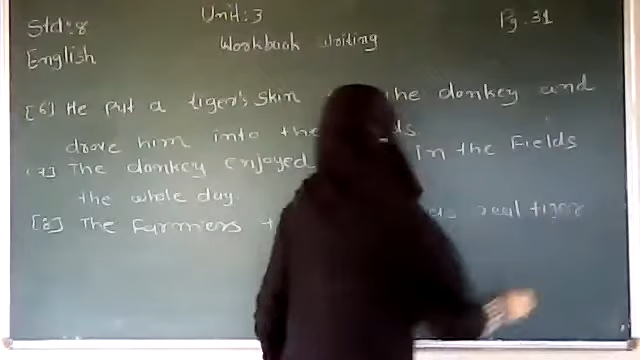 Std: 8
Unit: 3
Pg. 31
English
Workbook writing
[6] He put a tiger's skin the donkey and
drove him into the ds.
[7] The donkey enjoyed in the Fields
the whole day.
[8] The Farmers real tiger